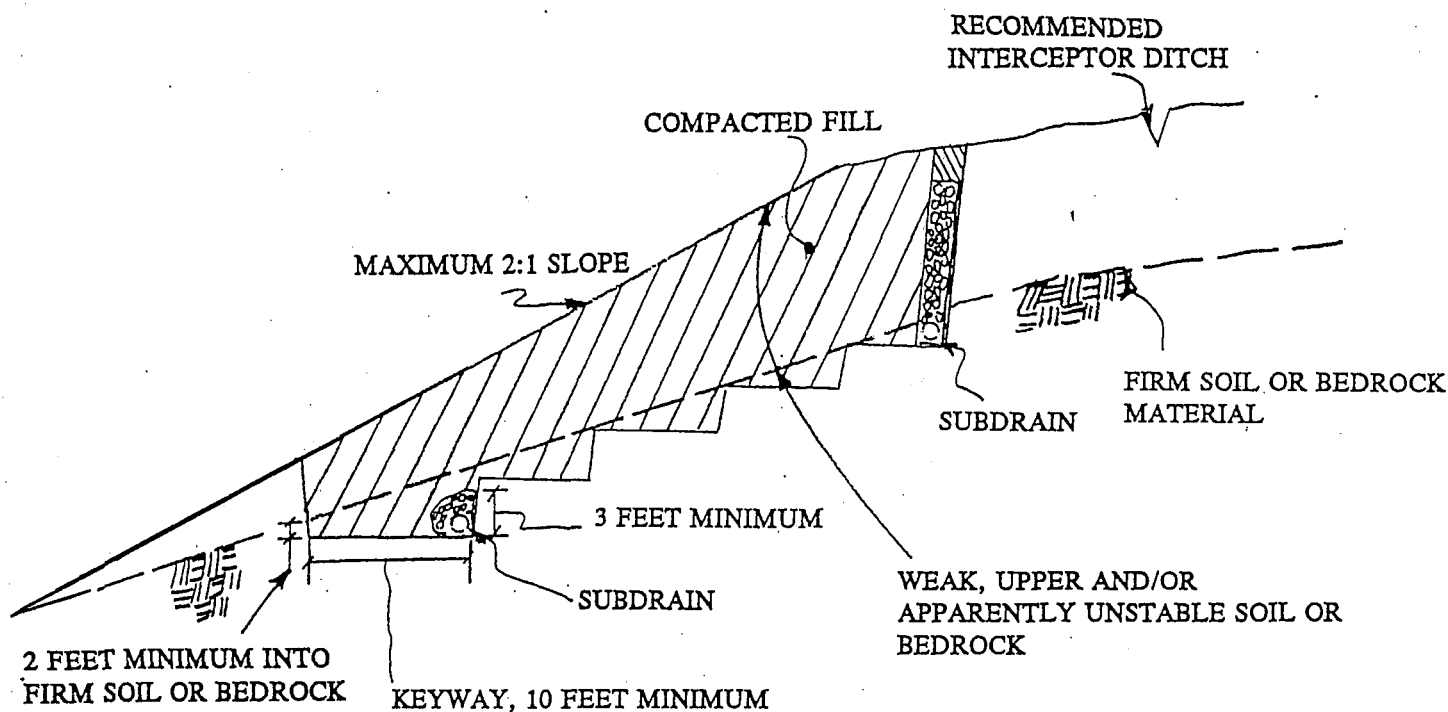 RECOMMENDED
INTERCEPTOR DITCH
COMPACTED FILL
MAXIMUM 2:1 SLOPE
FIRM SOIL OR BEDROCK
MATERIAL
SUBDRAIN
3 FEET MINIMUM
SUBDRAIN
WEAK, UPPER AND/OR
APPARENTLY UNSTABLE SOIL OR
BEDROCK
2 FEET MINIMUM INTO
FIRM SOIL OR BEDROCK
KEYWAY, 10 FEET MINIMUM